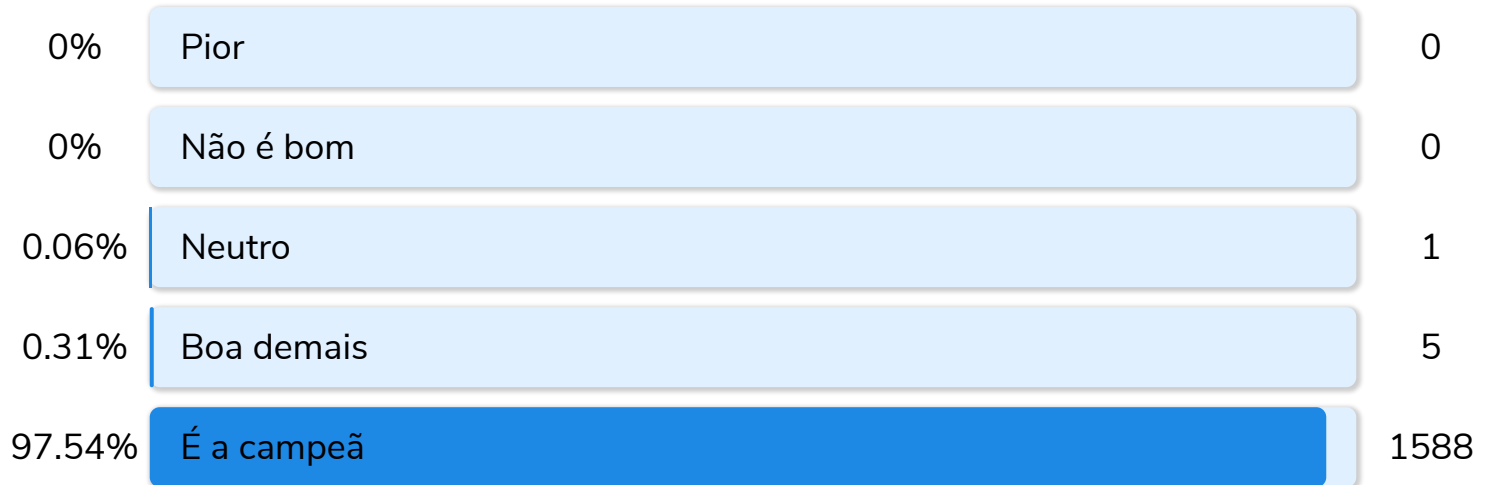 0% Pior 0
0% Não é bom 0
0.06% Neutro 1
0.31% Boa demais 5
97.54% É a campeã 1588